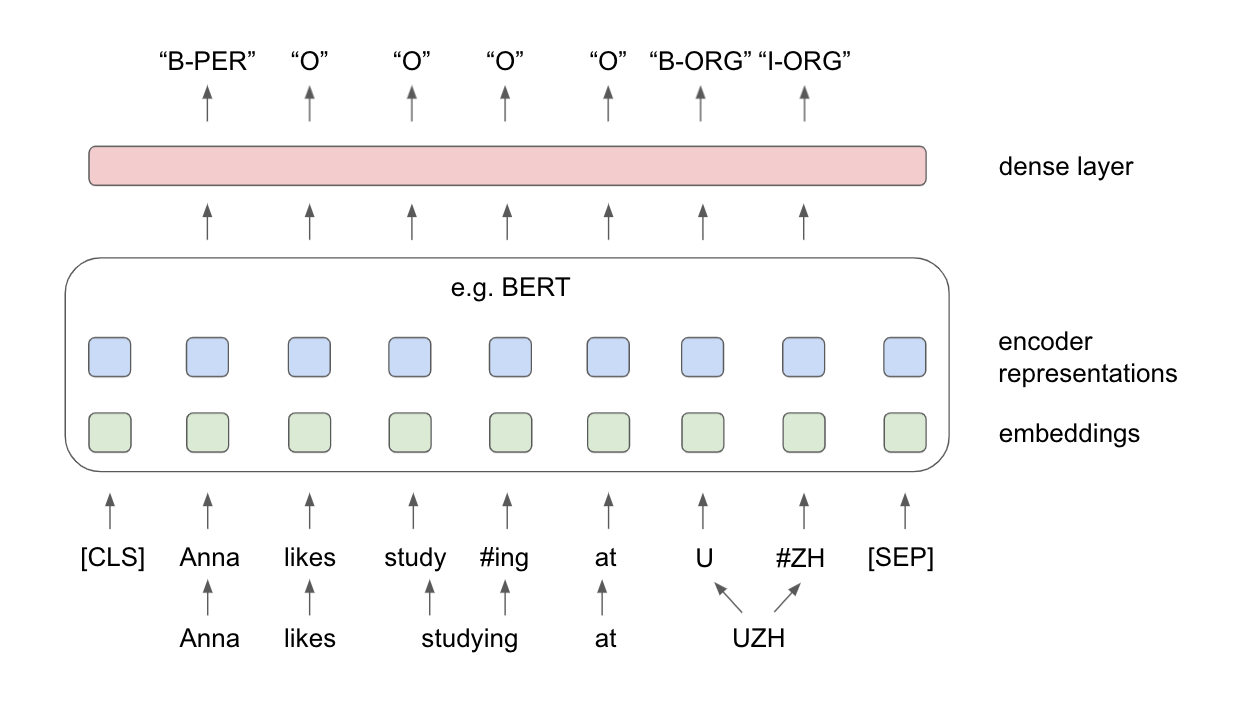 “B-PER” “O” “O” “O” “O” “B-ORG” “I-ORG”
dense layer
e.g. BERT
encoder
representations
embeddings
[CLS] Anna likes study #ing at U #ZH [SEP]
Anna likes studying at UZH